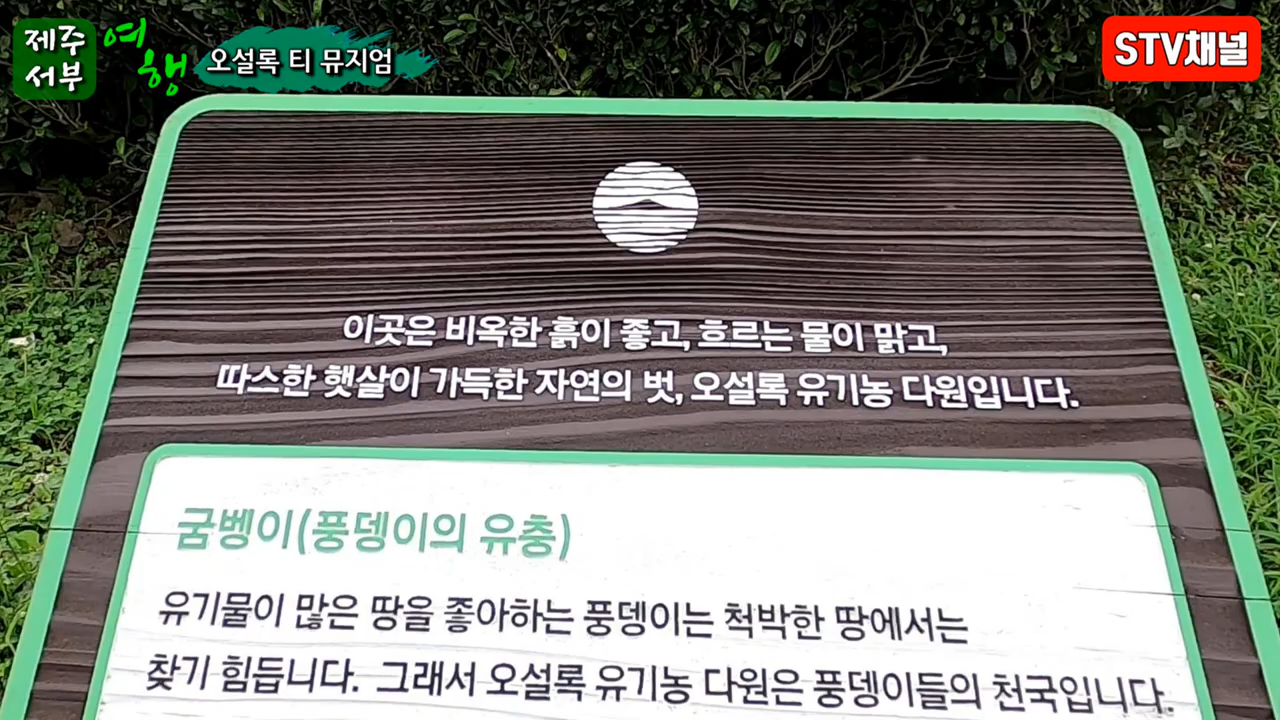 제주 여행
서부
오설록 티 뮤지엄
STV채널
이곳은 비옥한 흙이 좋고, 흐르는 물이 맑고,
따스한 햇살이 가득한 자연의 벗, 오설록 유기농 다원입니다.
굼벵이(풍뎅이의 유충)
유기물이 많은 땅을 좋아하는 풍뎅이는 척박한 땅에서는
찾기 힘듭니다. 그래서 오설록 유기농 다원은 풍뎅이들의 천국입니다.